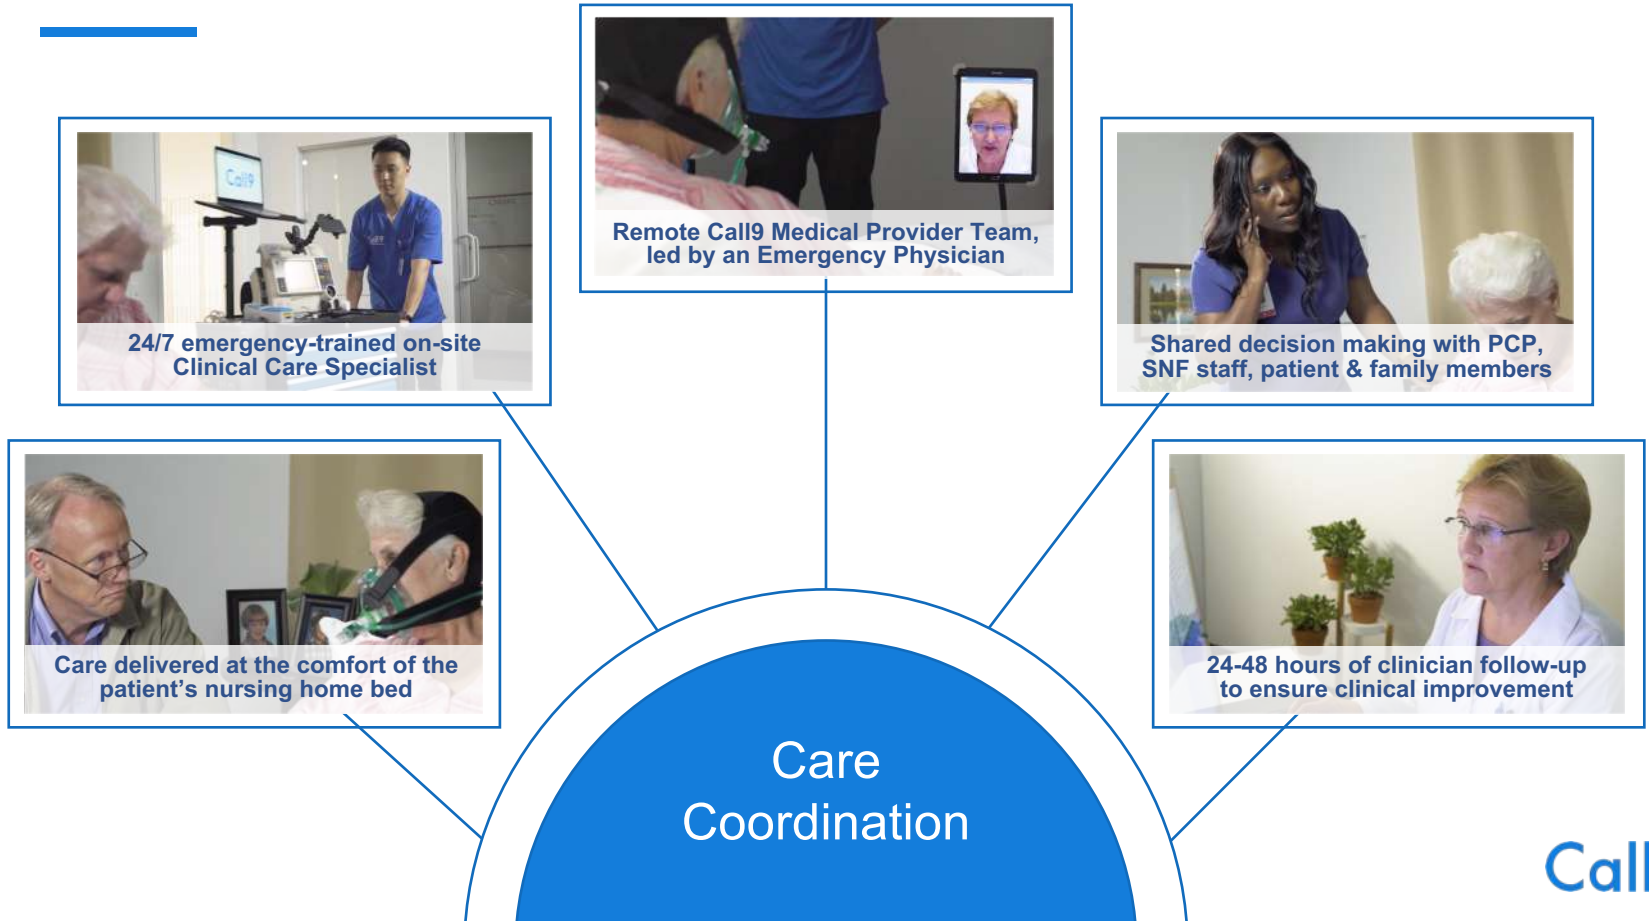 Remote Call9 Medical Provider Team,
led by an Emergency Physician
Call9
24/7 emergency-trained on-site
Clinical Care Specialist
Shared decision making with PCP,
SNF staff, patient & family members
Care delivered at the comfort of the
patient’s nursing home bed
24-48 hours of clinician follow-up
to ensure clinical improvement
Care
Coordination
Call